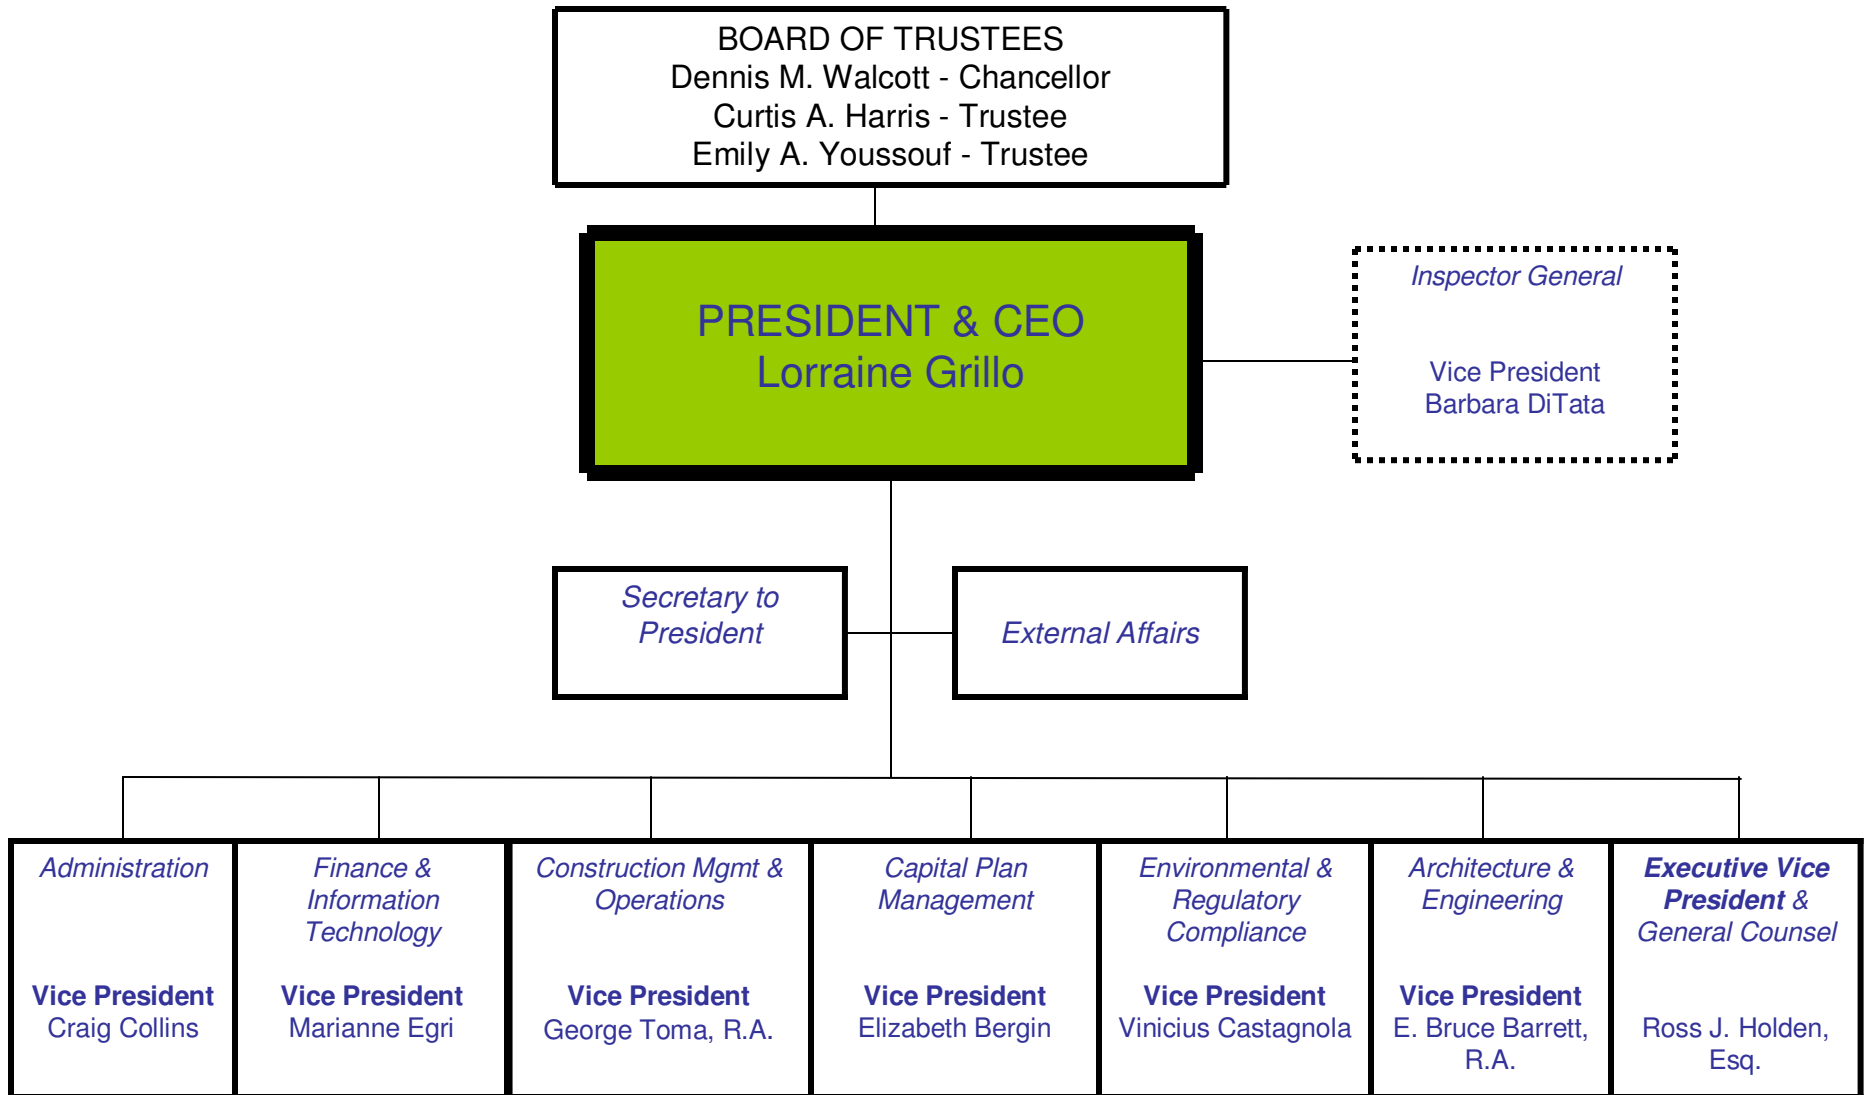 BOARD OF TRUSTEES
Dennis M. Walcott - Chancellor
Curtis A. Harris - Trustee
Emily A. Youssouf - Trustee
PRESIDENT & CEO
Lorraine Grillo
Inspector General
Vice President
Barbara DiTata
Secretary to
President
External Affairs
Administration
Vice President
Craig Collins
Finance &
Information
Technology
Vice President
Marianne Egri
Construction Mgmt &
Operations
Vice President
George Toma, R.A.
Capital Plan
Management
Vice President
Elizabeth Bergin
Environmental &
Regulatory
Compliance
Vice President
Vinicius Castagnola
Architecture &
Engineering
Vice President
E. Bruce Barrett,
R.A.
Executive Vice
President &
General Counsel
Ross J. Holden,
Esq.